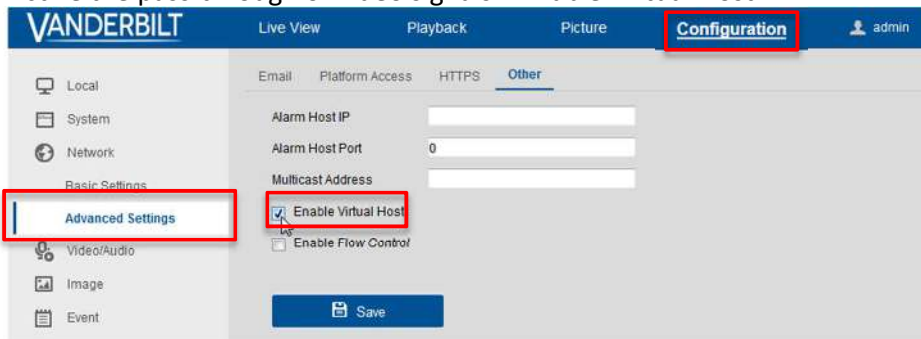 VANDERBILT
Live View Playback Picture Configuration admin
Local
System
Network
Basic Settings
Advanced Settings
Video/Audio
Image
Event
Email Platform Access HTTPS Other
Alarm Host IP
Alarm Host Port 0
Multicast Address
Enable Virtual Host
Enable Flow Control
Save